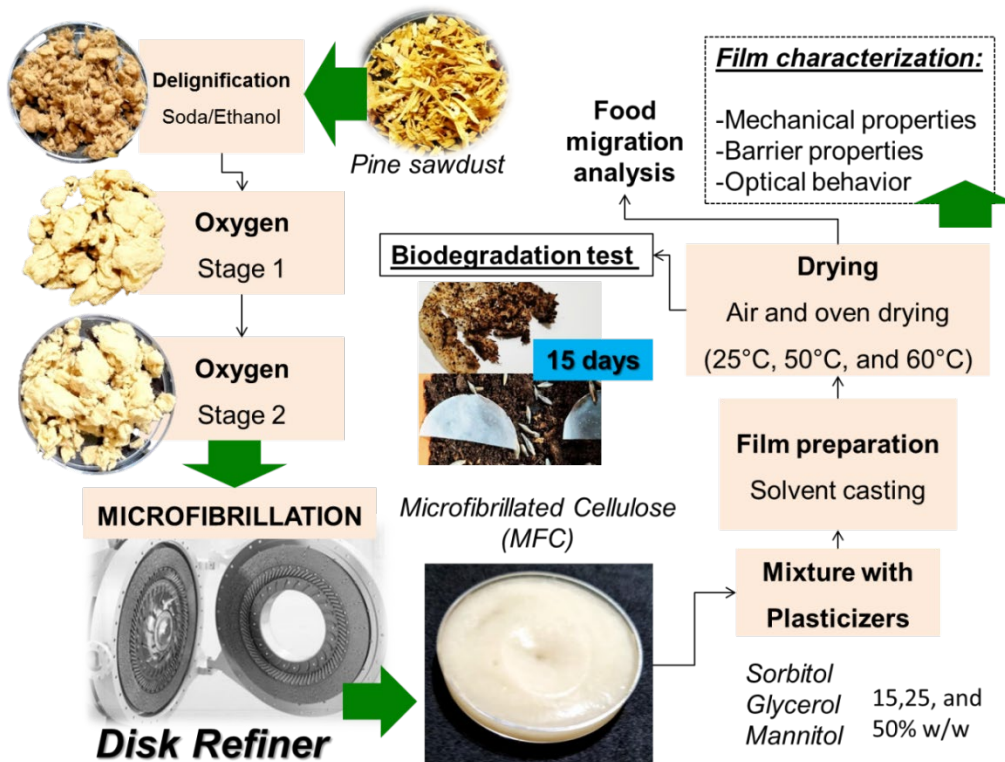 Delignification
Soda/Ethanol
Pine sawdust
Oxygen
Stage 1
Oxygen
Stage 2
MICROFIBRILLATION
Disk Refiner
Microfibrillated Cellulose
(MFC)
Mixture with
Plasticizers
Sorbitol
Glycerol
Mannitol
15,25, and
50% w/w
Film preparation
Solvent casting
Drying
Air and oven drying
(25°C, 50°C, and 60°C)
Biodegradation test
15 days
Food
migration
analysis
Film characterization:
-Mechanical properties
-Barrier properties
-Optical behavior